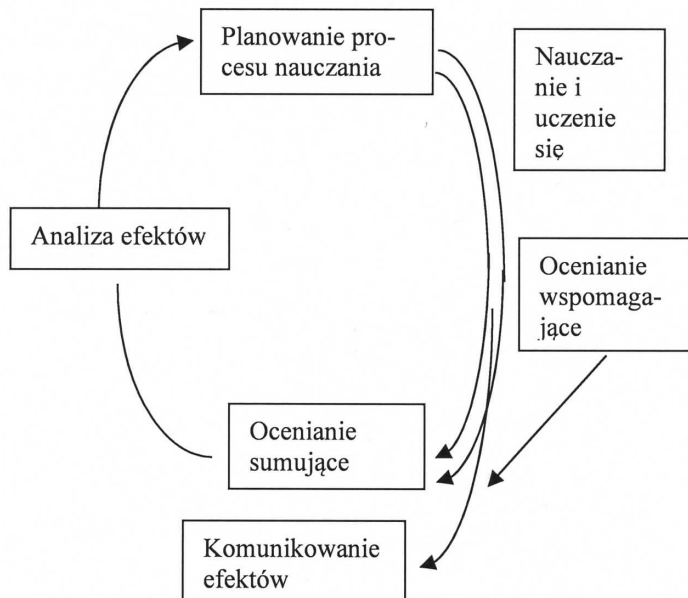 Planowanie pro-
cesu nauczania
Naucza-
nie i
uczenie
się
Analiza efektów
Ocenianie
wspomaga-
jące
Ocenianie
sumujące
Komunikowanie
efektów